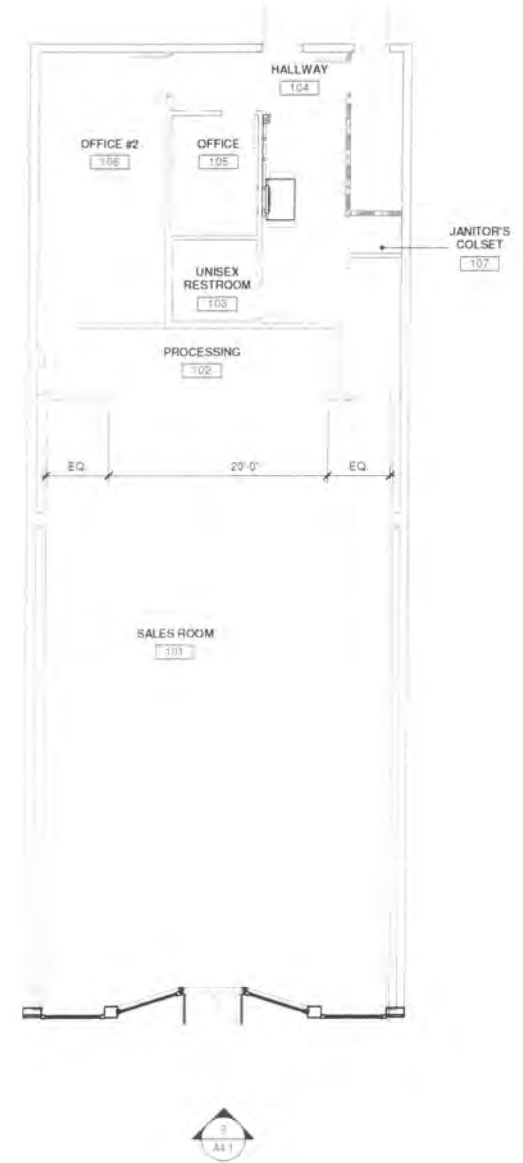 HALLWAY
104
OFFICE #2
106
OFFICE
105
JANITOR'S
COLSET
107
UNISEX
RESTROOM
103
PROCESSING
102
EQ.
20'-0"
EQ.
SALES ROOM
101
A4.1